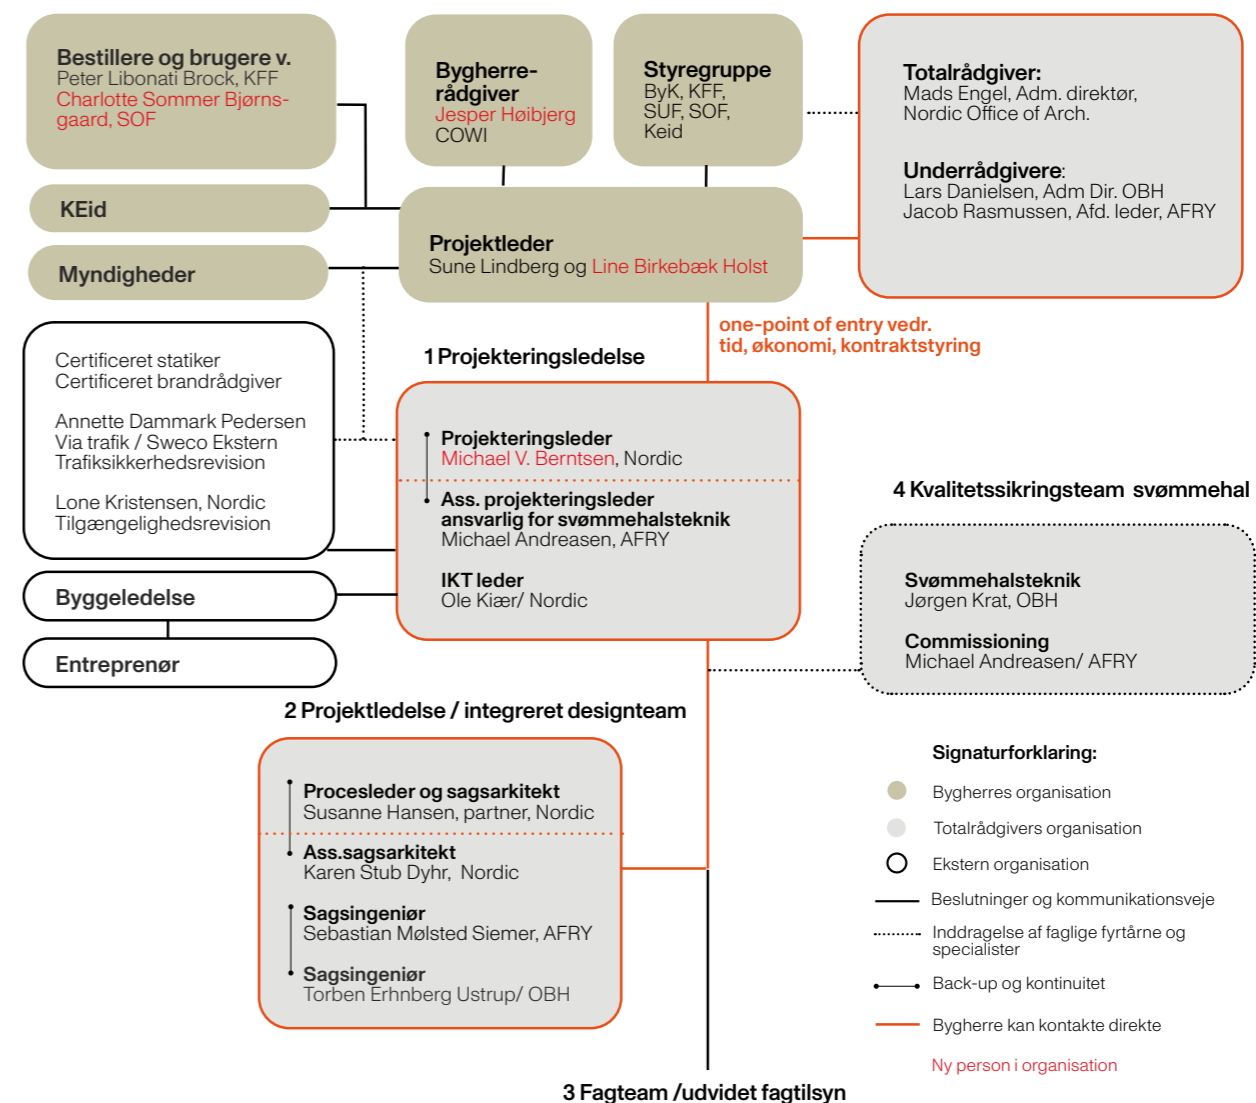 Bestillere og brugere v.
Peter Libonati Brock, KFF
Charlotte Sommer Bjørns-
gaard, SOF
Bygherre-
rådgiver
Jesper Høibjerg
COWI
Styregruppe
ByK, KFF,
SUF, SOF,
Keid
Totalrådgiver:
Mads Engel, Adm. direktør,
Nordic Office of Arch.
Underrådgivere:
Lars Danielsen, Adm Dir. OBH
Jacob Rasmussen, Afd. leder, AFRY
KEid
Myndigheder
Projektleder
Sune Lindberg og Line Birkebæk Holst
one-point of entry vedr.
tid, økonomi, kontraktstyring
Certificeret statiker
Certificeret brandrådgiver
Annette Dammark Pedersen
Via trafik / Sweco Ekstern
Trafiksikkerhedsrevision
Lone Kristensen, Nordic
Tilgængelighedsrevision
Byggeledelse
Entreprenør
1 Projekteringsledelse
Projekteringsleder
Michael V. Berntsen, Nordic
Ass. projekteringsleder
ansvarlig for svømmehalsteknik
Michael Andreasen, AFRY
IKT leder
Ole Kiær/ Nordic
4 Kvalitetssikringsteam svømmehal
Svømmehalsteknik
Jørgen Krat, OBH
Commissioning
Michael Andreasen/ AFRY
2 Projektledelse / integreret designteam
Procesleder og sagsarkitekt
Susanne Hansen, partner, Nordic
Ass.sagsarkitekt
Karen Stub Dyhr, Nordic
Sagsingeniør
Sebastian Mølsted Siemer, AFRY
Sagsingeniør
Torben Erhnberg Ustrup/ OBH
3 Fagteam /udvidet fagtilsyn
Signaturforklaring:
Bygherres organisation
Totalrådgivers organisation
Ekstern organisation
Beslutninger og kommunikationsveje
Inddragelse af faglige fyrtårne og
specialister
Back-up og kontinuitet
Bygherre kan kontakte direkte
Ny person i organisation